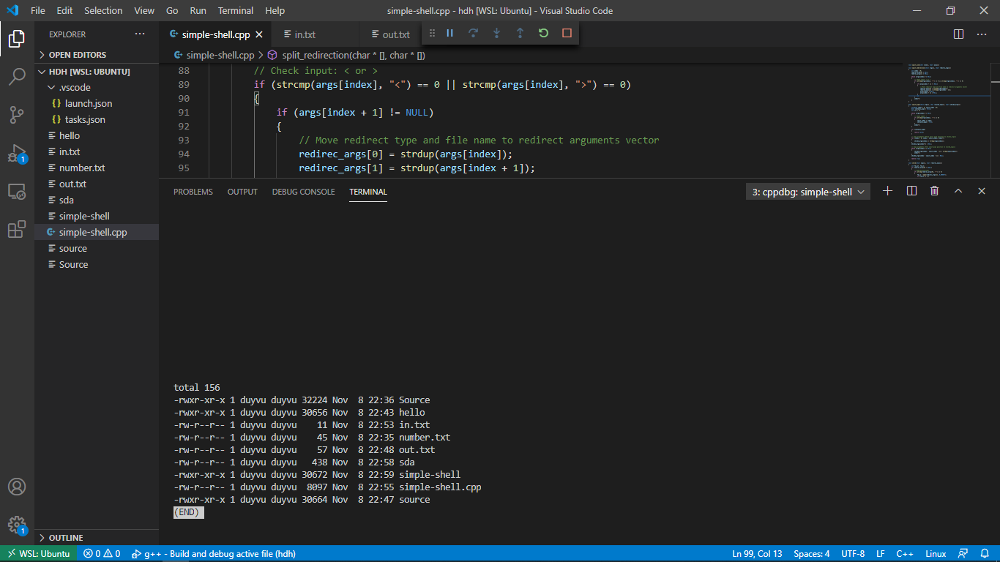 File Edit Selection View Go Run Terminal Help simple-shell.cpp - hdh [WSL: Ubuntu] - Visual Studio Code
EXPLORER
OPEN EDITORS
HDH [WSL: UBUNTU]
.vscode
{} launch.json
{} tasks.json
hello
in.txt
number.txt
out.txt
sda
simple-shell
simple-shell.cpp
source
Source
OUTLINE
1
1
simple-shell.cpp in.txt out.txt
simple-shell.cpp > split_redirection(char * [], char * [])
88 // Check input: < or >
89 if (strcmp(args[index], "<") == 0 || strcmp(args[index], ">") == 0)
90 {
91 if (args[index + 1] != NULL)
92 {
93 // Move redirect type and file name to redirect arguments vector
94 redirec_args[0] = strdup(args[index]);
95 redirec_args[1] = strdup(args[index + 1]);
PROBLEMS OUTPUT DEBUG CONSOLE TERMINAL 3: cppdbg: simple-shell
total 156
-rwxr-xr-x 1 duyvu duyvu 32224 Nov  8 22:36 Source
-rwxr-xr-x 1 duyvu duyvu 30656 Nov  8 22:43 hello
-rw-r--r-- 1 duyvu duyvu    11 Nov  8 22:53 in.txt
-rw-r--r-- 1 duyvu duyvu    45 Nov  8 22:35 number.txt
-rw-r--r-- 1 duyvu duyvu    57 Nov  8 22:48 out.txt
-rw-r--r-- 1 duyvu duyvu   438 Nov  8 22:58 sda
-rwxr-xr-x 1 duyvu duyvu 30672 Nov  8 22:59 simple-shell
-rw-r--r-- 1 duyvu duyvu  8097 Nov  8 22:55 simple-shell.cpp
-rwxr-xr-x 1 duyvu duyvu 30664 Nov  8 22:47 source
(END)
WSL: Ubuntu 0 0 g++ - Build and debug active file (hdh) Ln 99, Col 13 Spaces: 4 UTF-8 LF C++ Linux